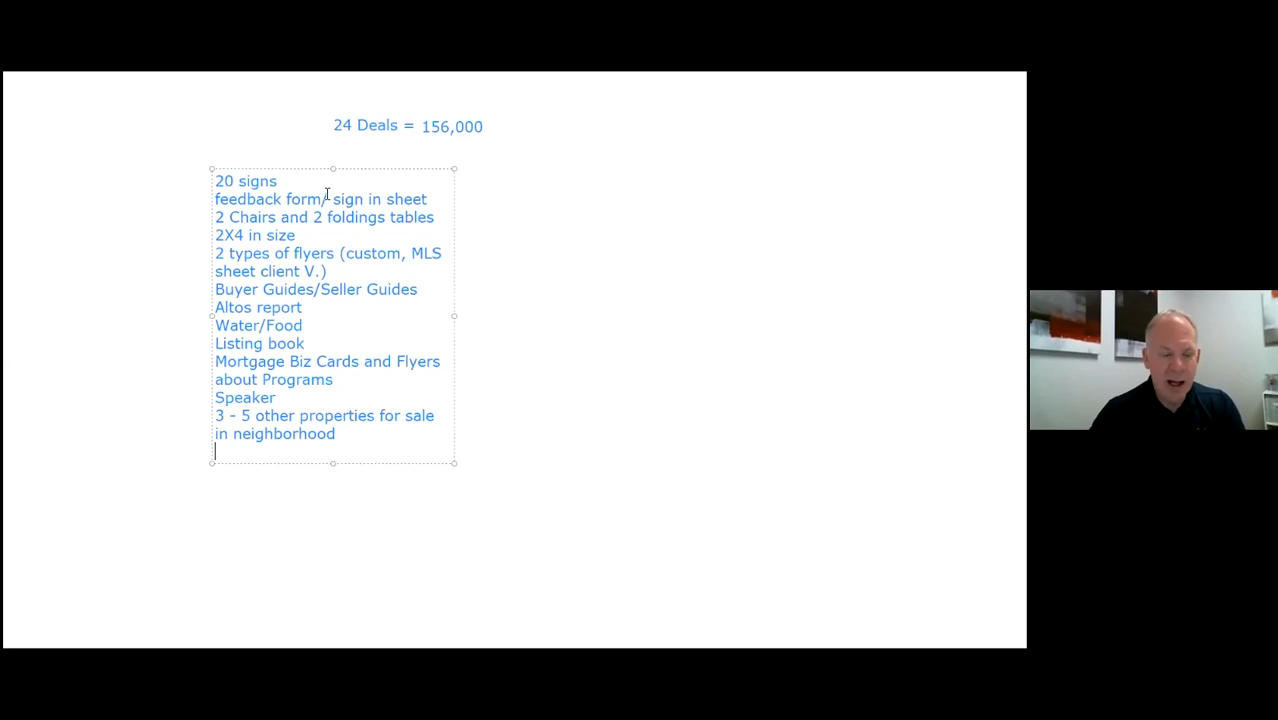 24 Deals = 156,000
20 signs
feedback form/ sign in sheet
2 Chairs and 2 foldings tables
2X4 in size
2 types of flyers (custom, MLS
sheet client V.)
Buyer Guides/Seller Guides
Altos report
Water/Food
Listing book
Mortgage Biz Cards and Flyers
about Programs
Speaker
3 - 5 other properties for sale
in neighborhood